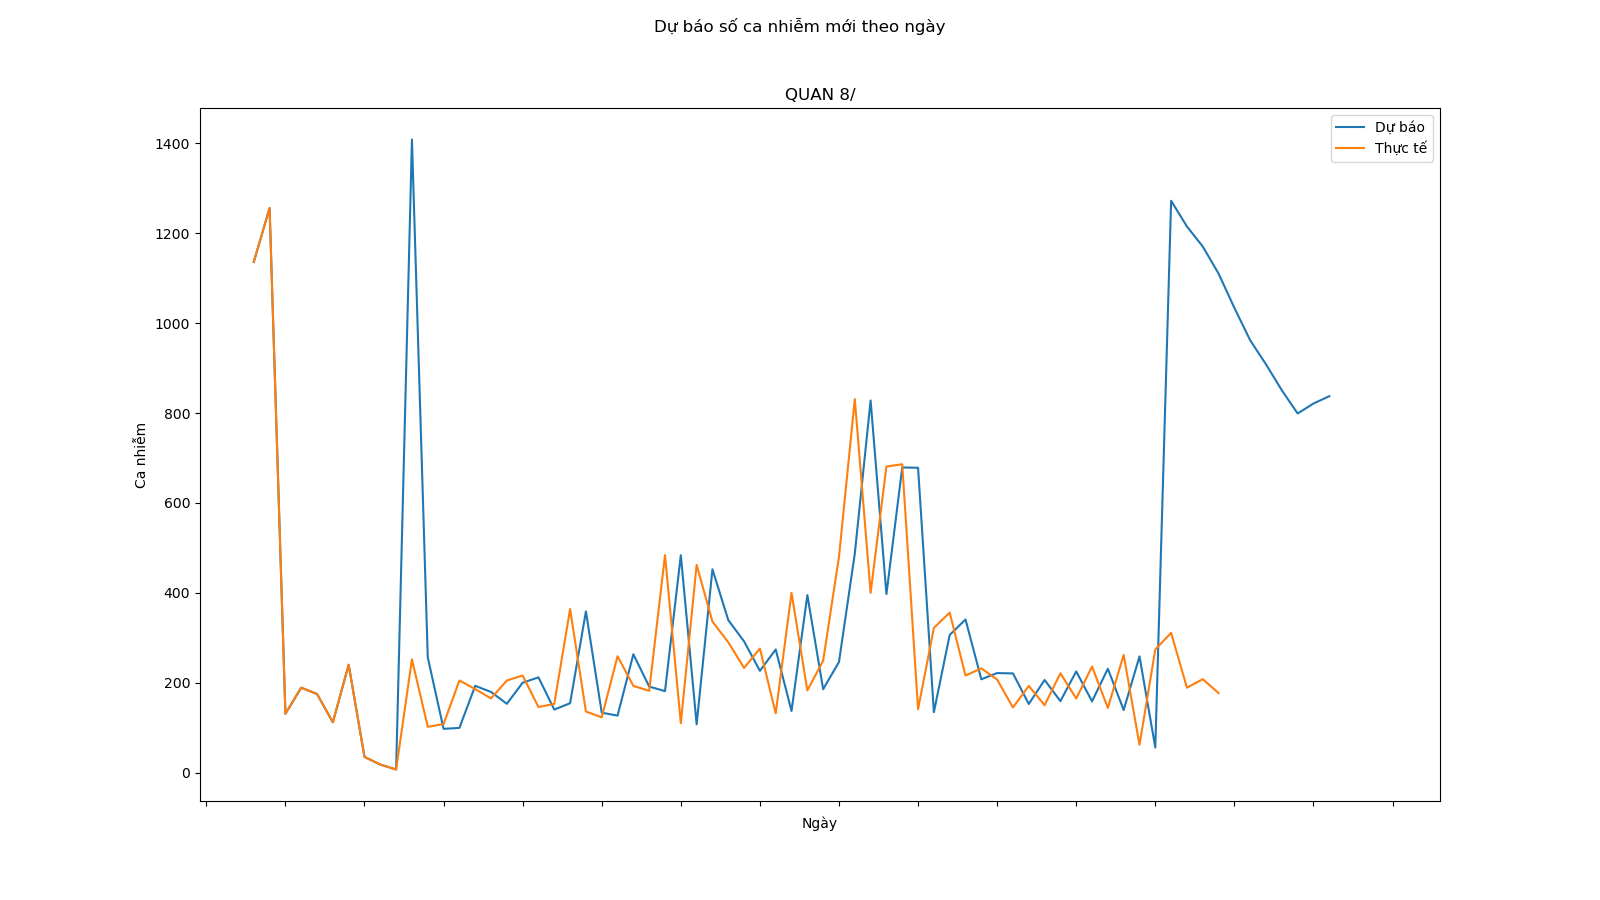 Dự báo số ca nhiễm mới theo ngày
QUAN 8/
Dự báo
Thực tế
1400
1200
1000
800
600
400
200
0
Ca nhiễm
Ngày